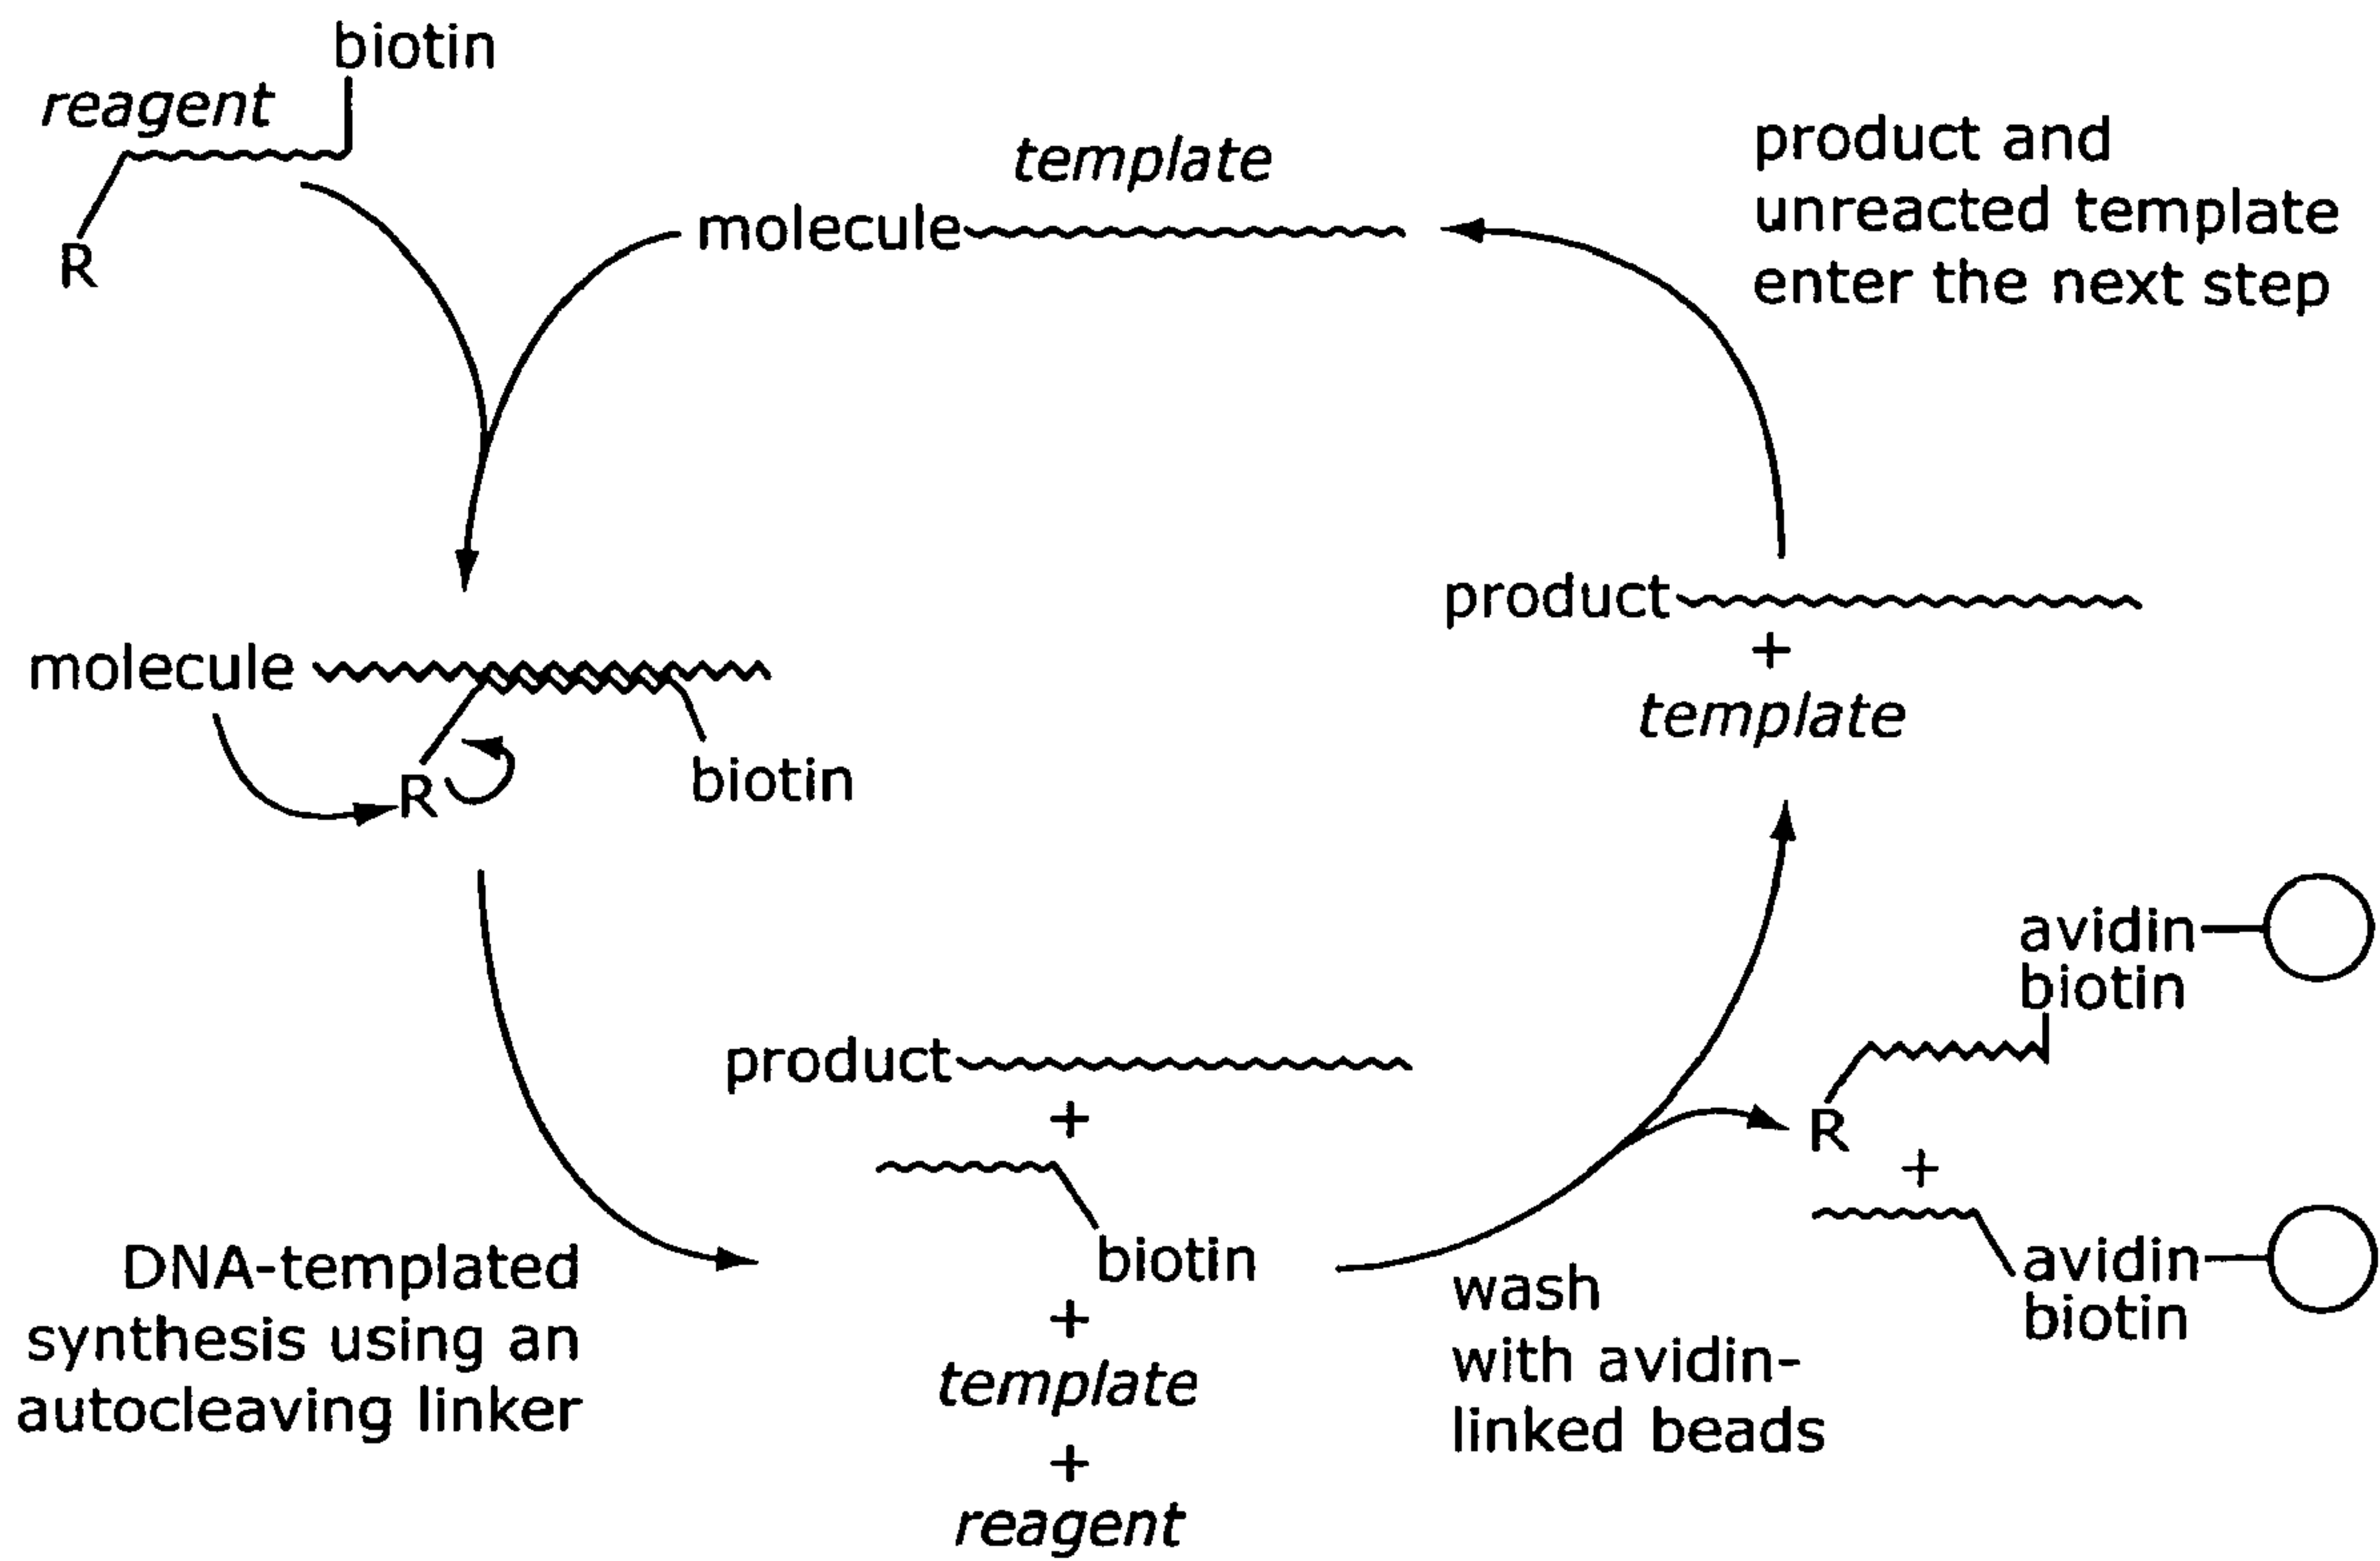 biotin
reagent
R
template
molecule
product and
unreacted template
enter the next step
molecule
R
biotin
product
+
template
DNA-templated
synthesis using an
autocleaving linker
product
+
biotin
+
template
+
reagent
wash
with avidin-
linked beads
avidin
biotin
R
+
avidin
biotin